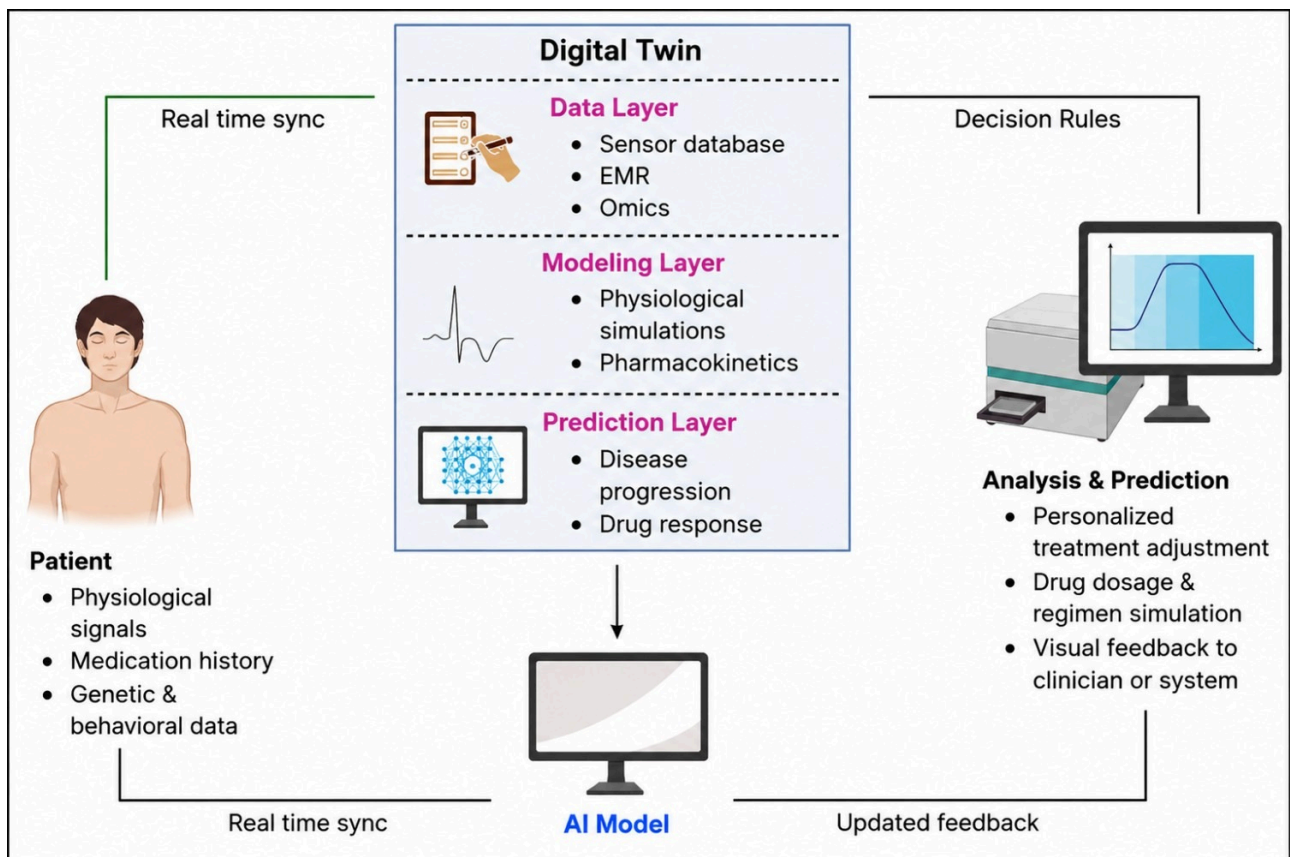 Digital Twin
Real time sync
Data Layer
• Sensor database
• EMR
• Omics
Decision Rules
Modeling Layer
• Physiological
simulations
• Pharmacokinetics
Prediction Layer
• Disease
progression
• Drug response
Patient
• Physiological
signals
• Medication history
• Genetic &
behavioral data
Analysis & Prediction
• Personalized
treatment adjustment
• Drug dosage &
regimen simulation
• Visual feedback to
clinician or system
Real time sync
AI Model
Updated feedback